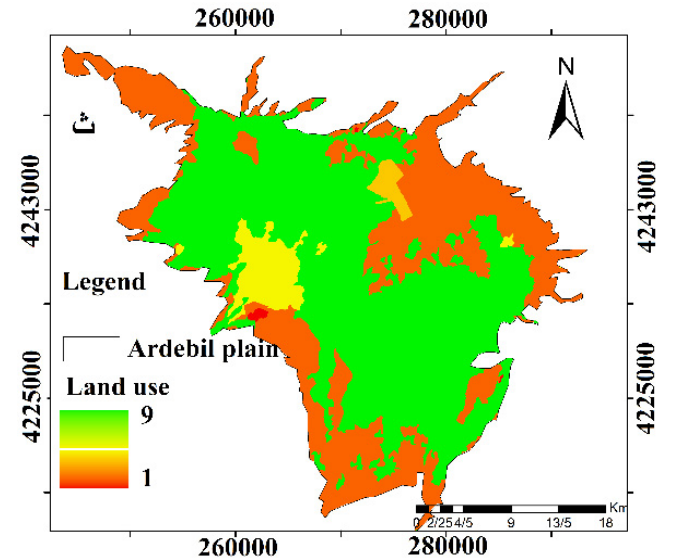 260000 280000
N
ث
4243000 4243000
Legend
Ardebil plain
Land use
9
1
4225000 4225000
Km
0 2/25 4/5 9 13/5 18
260000 280000